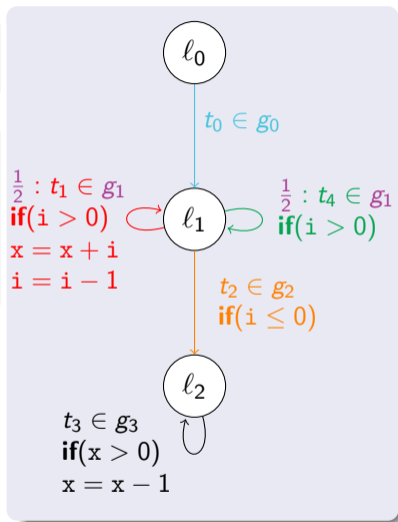 ℓ₀
t₀ ∈ g₀
½ : t₁ ∈ g₁
if(i > 0)
x = x + i
i = i − 1
ℓ₁
½ : t₄ ∈ g₁
if(i > 0)
t₂ ∈ g₂
if(i ≤ 0)
ℓ₂
t₃ ∈ g₃
if(x > 0)
x = x − 1